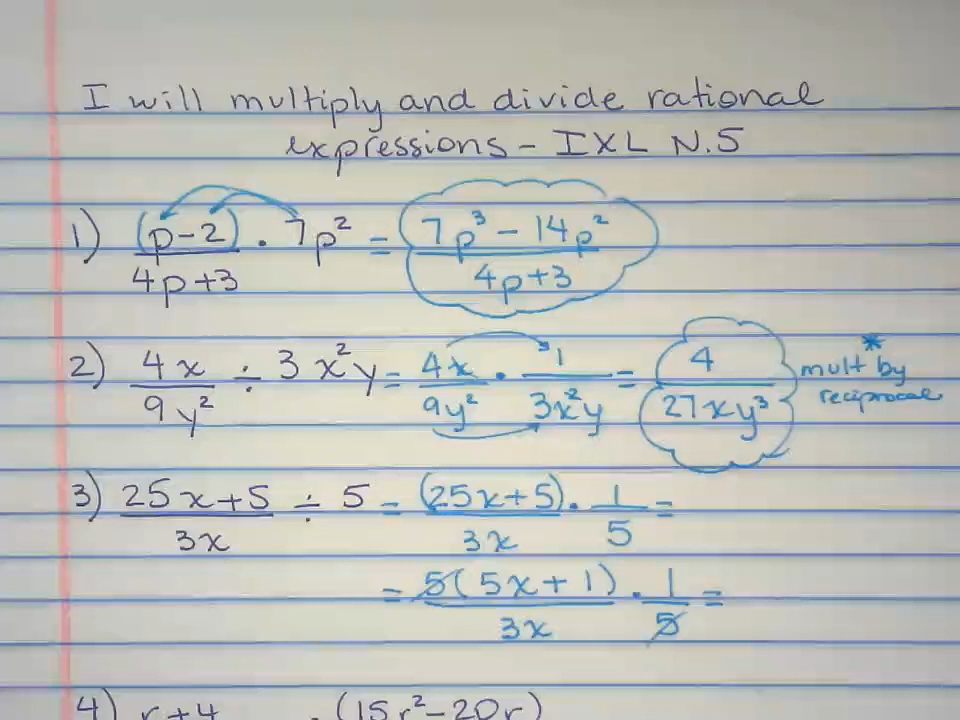 I will multiply and divide rational
expressions - IXL N.5
1) (p-2)/(4p+3) · 7p² = (7p³ - 14p²)/(4p+3)
2) 4x/9y² ÷ 3x²y = 4x/9y² · 1/3x²y = 4/27xy³ * mult by reciprocal
3) (25x+5)/3x ÷ 5 = (25x+5)/3x · 1/5 =
= 5(5x+1)/3x · 1/5 =
4) r+4 . (15r²-20r)